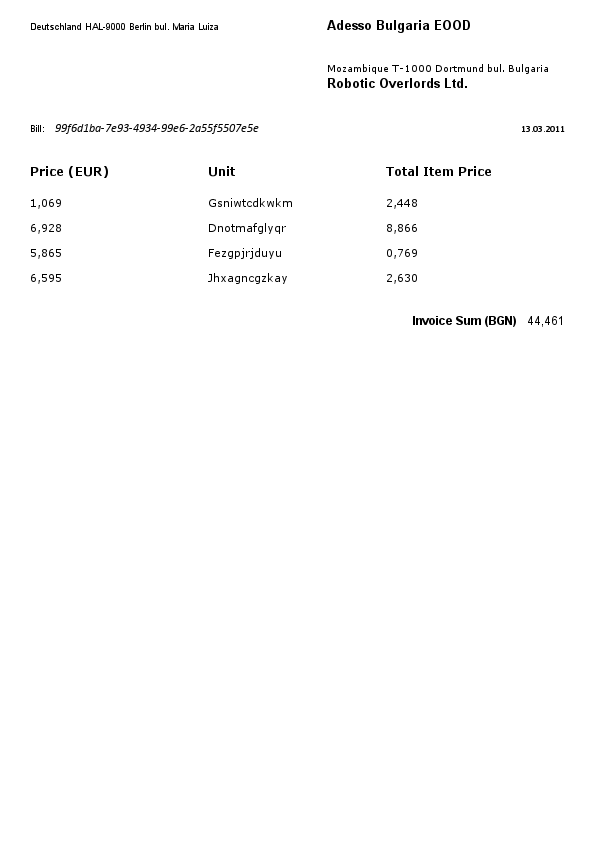 Deutschland HAL-9000 Berlin bul. Maria Luiza
Adesso Bulgaria EOOD
Mozambique T-1000 Dortmund bul. Bulgaria
Robotic Overlords Ltd.
Bill: 99f6d1ba-7e93-4934-99e6-2a55f5507e5e 13.03.2011
Price (EUR) Unit Total Item Price
1,069 Gsniwtcdkwkm 2,448
6,928 Dnotmafglyqr 8,866
5,865 Fezgpjrjduyu 0,769
6,595 Jhxagncgzkay 2,630
Invoice Sum (BGN) 44,461